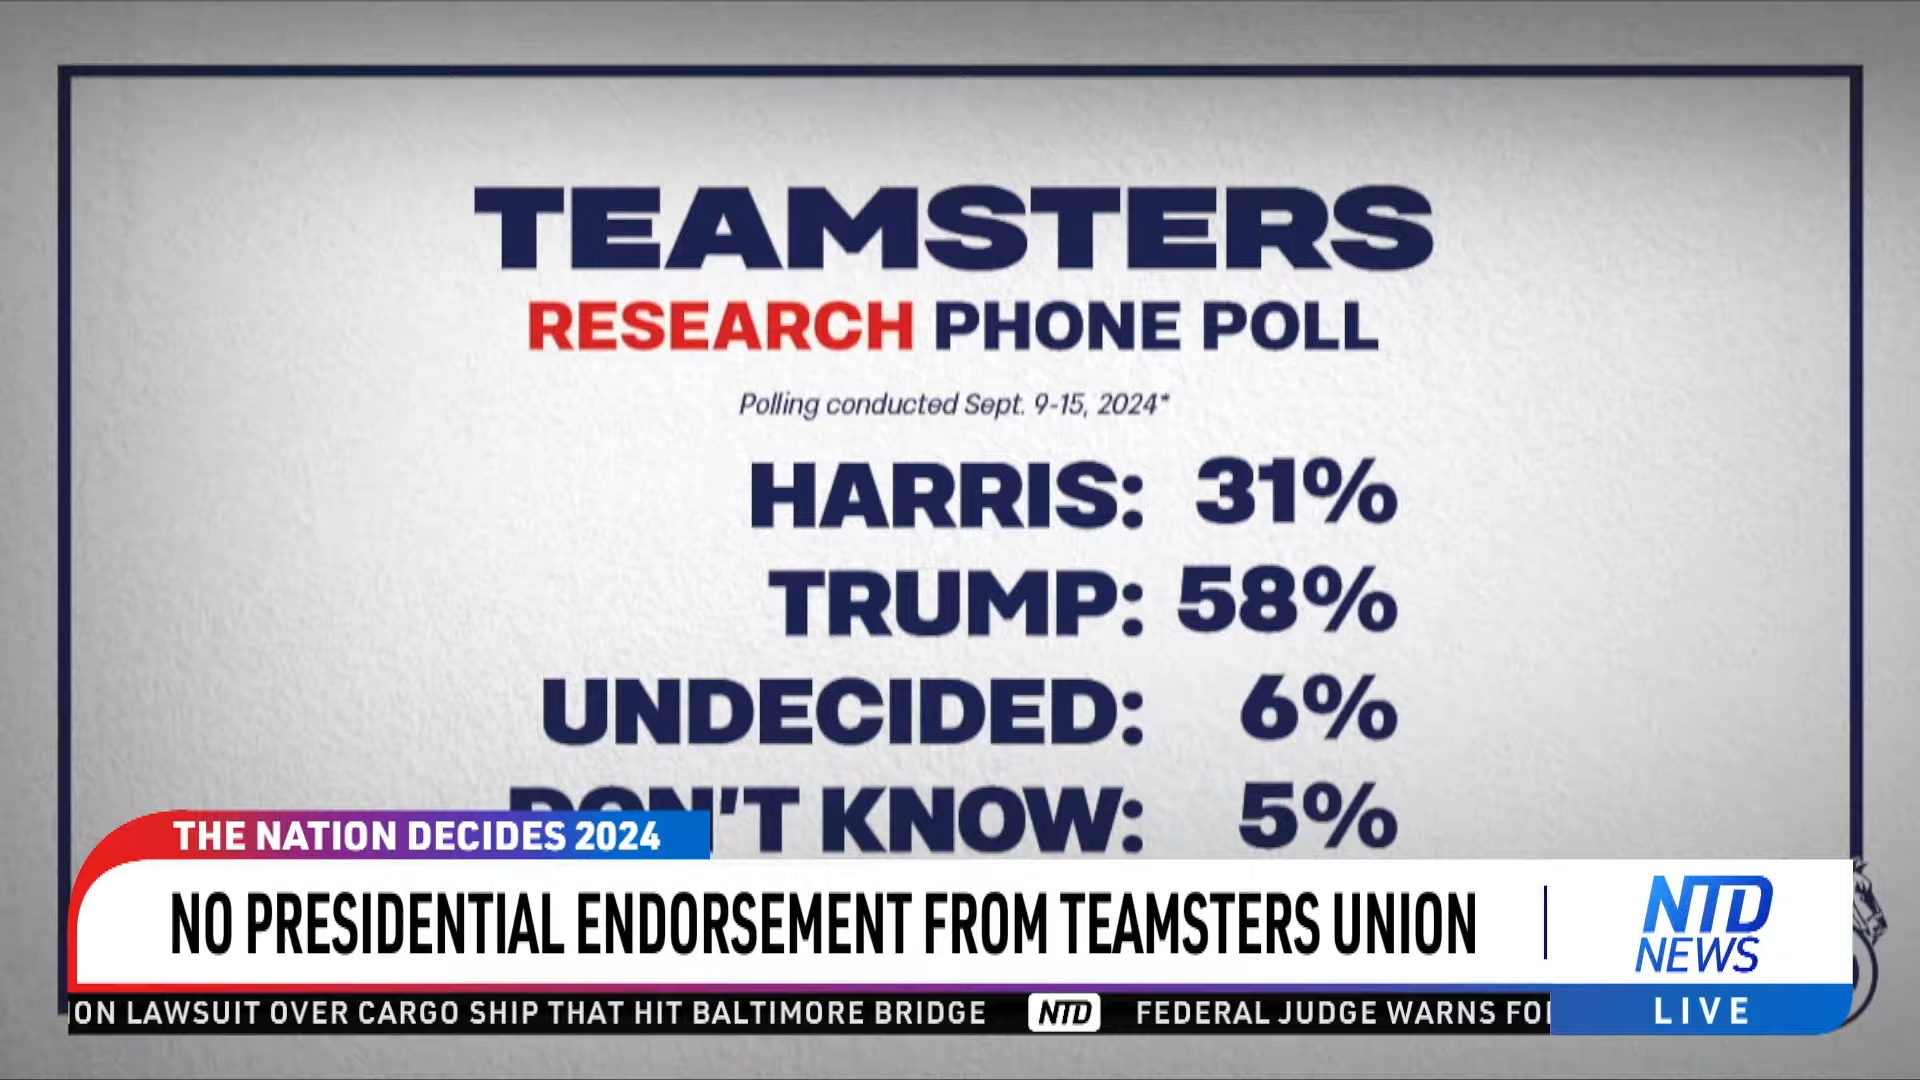 TEAMSTERS
RESEARCH PHONE POLL
Polling conducted Sept. 9-15, 2024*
HARRIS: 31%
TRUMP: 58%
UNDECIDED: 6%
DON'T KNOW: 5%
THE NATION DECIDES 2024
NO PRESIDENTIAL ENDORSEMENT FROM TEAMSTERS UNION
NTD
NEWS
ON LAWSUIT OVER CARGO SHIP THAT HIT BALTIMORE BRIDGE NTD FEDERAL JUDGE WARNS
LIVE